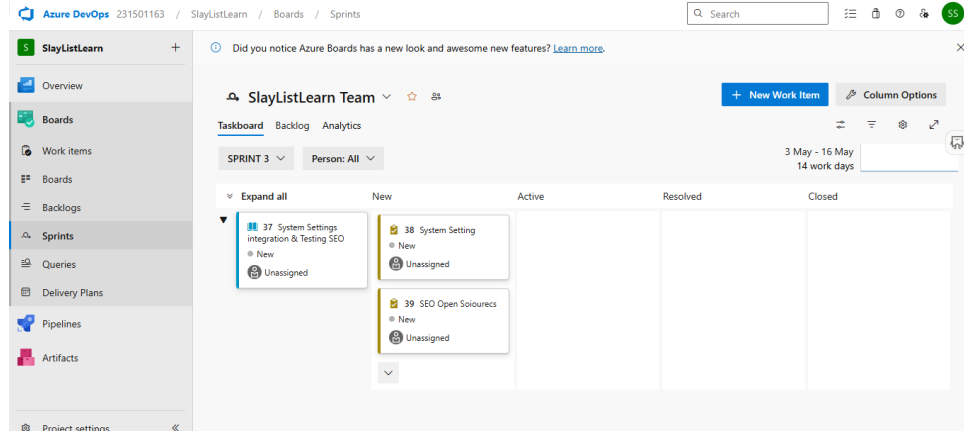 Azure DevOps 231501163 / SlayListLearn / Boards / Sprints
Search
SS
S SlayListLearn +
Did you notice Azure Boards has a new look and awesome new features? Learn more.
Overview
Boards
Work items
Boards
Backlogs
Sprints
Queries
Delivery Plans
Pipelines
Artifacts
Project settings
SlayListLearn Team
+ New Work Item
Column Options
Taskboard Backlog Analytics
SPRINT 3
Person: All
3 May - 16 May
14 work days
Expand all New Active Resolved Closed
37 System Settings
integration & Testing SEO
New
Unassigned
38 System Setting
New
Unassigned
39 SEO Open Soiourecs
New
Unassigned